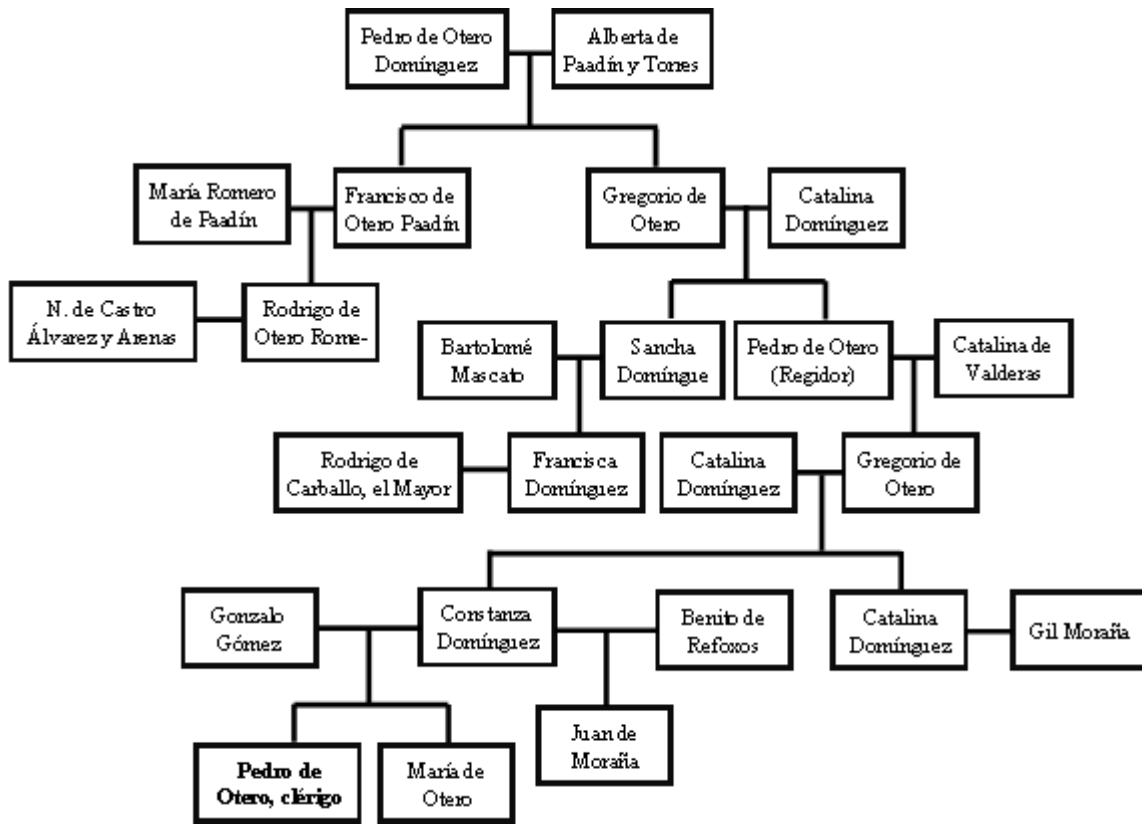 Pedro de Otero
Domínguez
Alberta de
Paadín y Torres
María Romero
de Paadín
Francisco de
Otero Paadín
Gregorio de
Otero
Catalina
Domínguez
N. de Castro
Álvarez y Arenas
Rodrigo de
Otero Rome-
Bartolomé
Mascato
Sancha
Domíngue
Pedro de Otero
(Regidor)
Catalina de
Valderas
Rodrigo de
Carballo, el Mayor
Francisca
Domínguez
Catalina
Domínguez
Gregorio de
Otero
Gonzalo
Gómez
Constanza
Domínguez
Benito de
Refoxos
Catalina
Domínguez
Gil Moraña
Pedro de
Otero, clérigo
María de
Otero
Juan de
Moraña